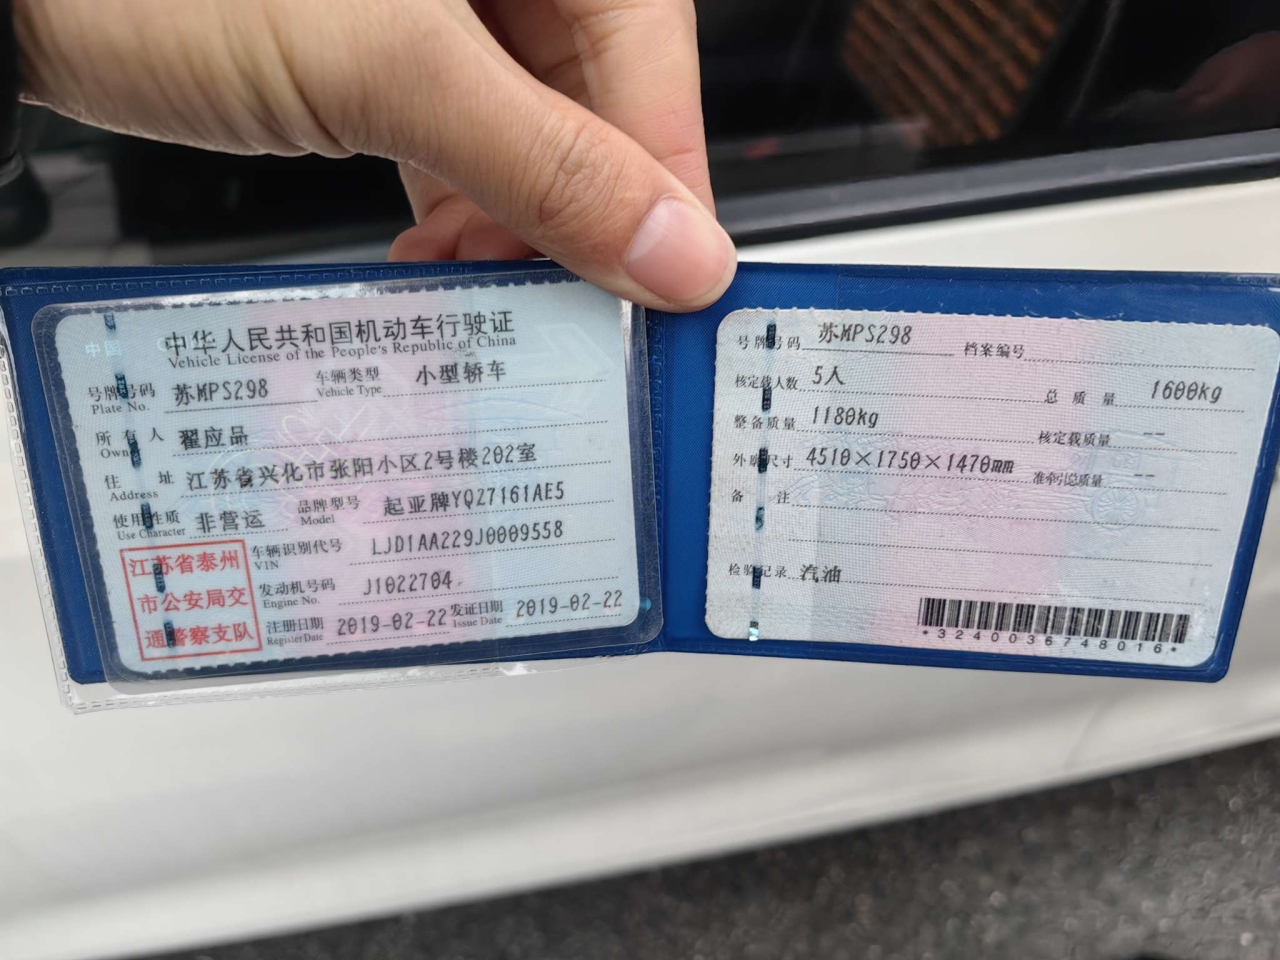 中国
中华人民共和国机动车行驶证
Vehicle License of the People's Republic of China
号牌号码 苏MPS298 车辆类型 小型轿车
Plate No. Vehicle Type
所有人 翟应品
Owner
住址 江苏省兴化市张阳小区2号楼202室
Address
使用性质 非营运 品牌型号 起亚牌YQZ7161AE5
Use Character Model
江苏省泰州
市公安局交
通警察支队
车辆识别代号 LJD1AA229J0009558
VIN
发动机号码 J1022704
Engine No.
注册日期 2019-02-22 发证日期 2019-02-22
Register Date Issue Date
号牌号码 苏MPS298 档案编号
核定载人数 5人 总质量 1600kg
整备质量 1180kg 核定载质量 --
外廓尺寸 4510×1750×1470mm 准牵引总质量 --
备注
检验记录 汽油
*3240036748016*